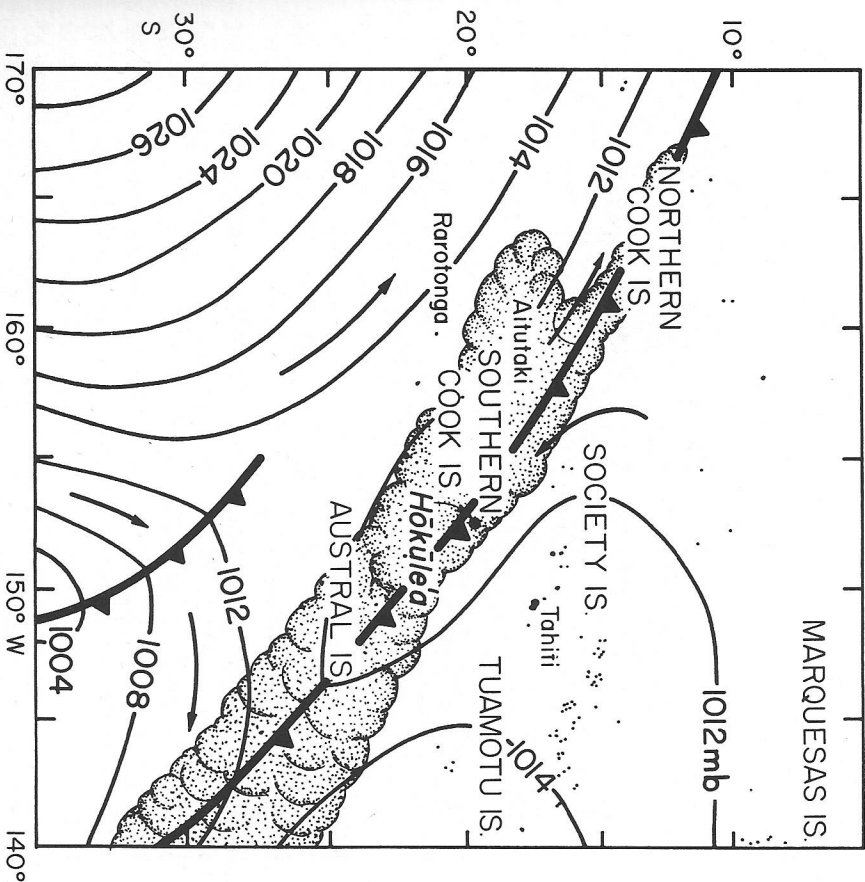 MARQUESAS IS.
10°
1012mb
NORTHERN
COOK IS
SOCIETY IS.
Tahiti
1012
1014
TUAMOTU IS.
Aitutaki
1014
20°
SOUTHERN
COOK IS
Rarotonga
Hōkūle'a
1016
1018
AUSTRAL IS
1020
1024
1026
1012
30°
S
1008
1004
170°
160°
150°
W
140°